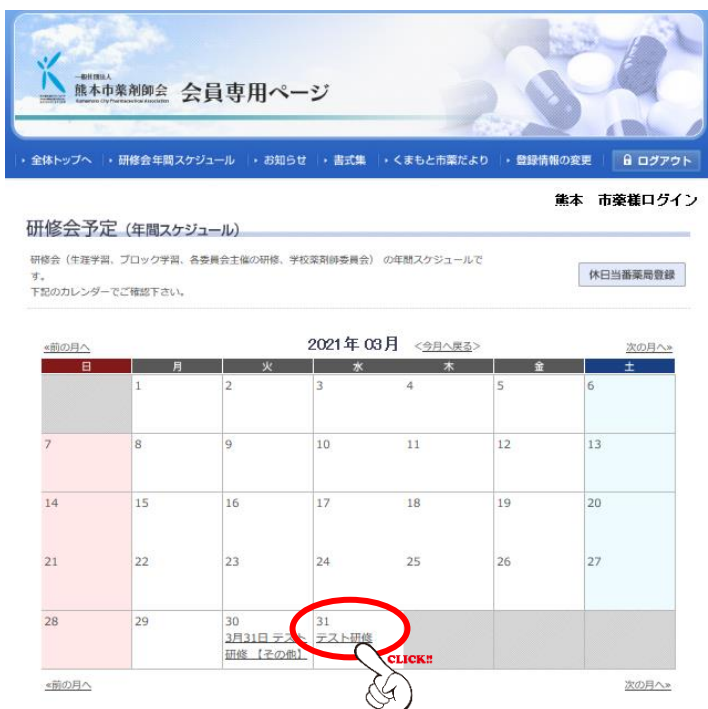 一般社団法人
熊本市薬剤師会 会員専用ページ
Kumamoto City Pharmaceutical Association
全体トップへ 研修会年間スケジュール お知らせ 書式集 くまもと市薬だより 登録情報の変更 ログアウト
熊本 市薬様ログイン
研修会予定（年間スケジュール）
研修会（生涯学習、ブロック学習、各委員会主催の研修、学校薬剤師委員会） の年間スケジュールで
す。
下記のカレンダーでご確認下さい。
休日当番薬局登録
«前の月へ 2021年 03月 <今月へ戻る> 次の月へ»
日 月 火 水 木 金 土
1 2 3 4 5 6
7 8 9 10 11 12 13
14 15 16 17 18 19 20
21 22 23 24 25 26 27
28 29 30 31
3月31日 テスト テスト研修
研修 【その他】
CLICK!!
«前の月へ 次の月へ»